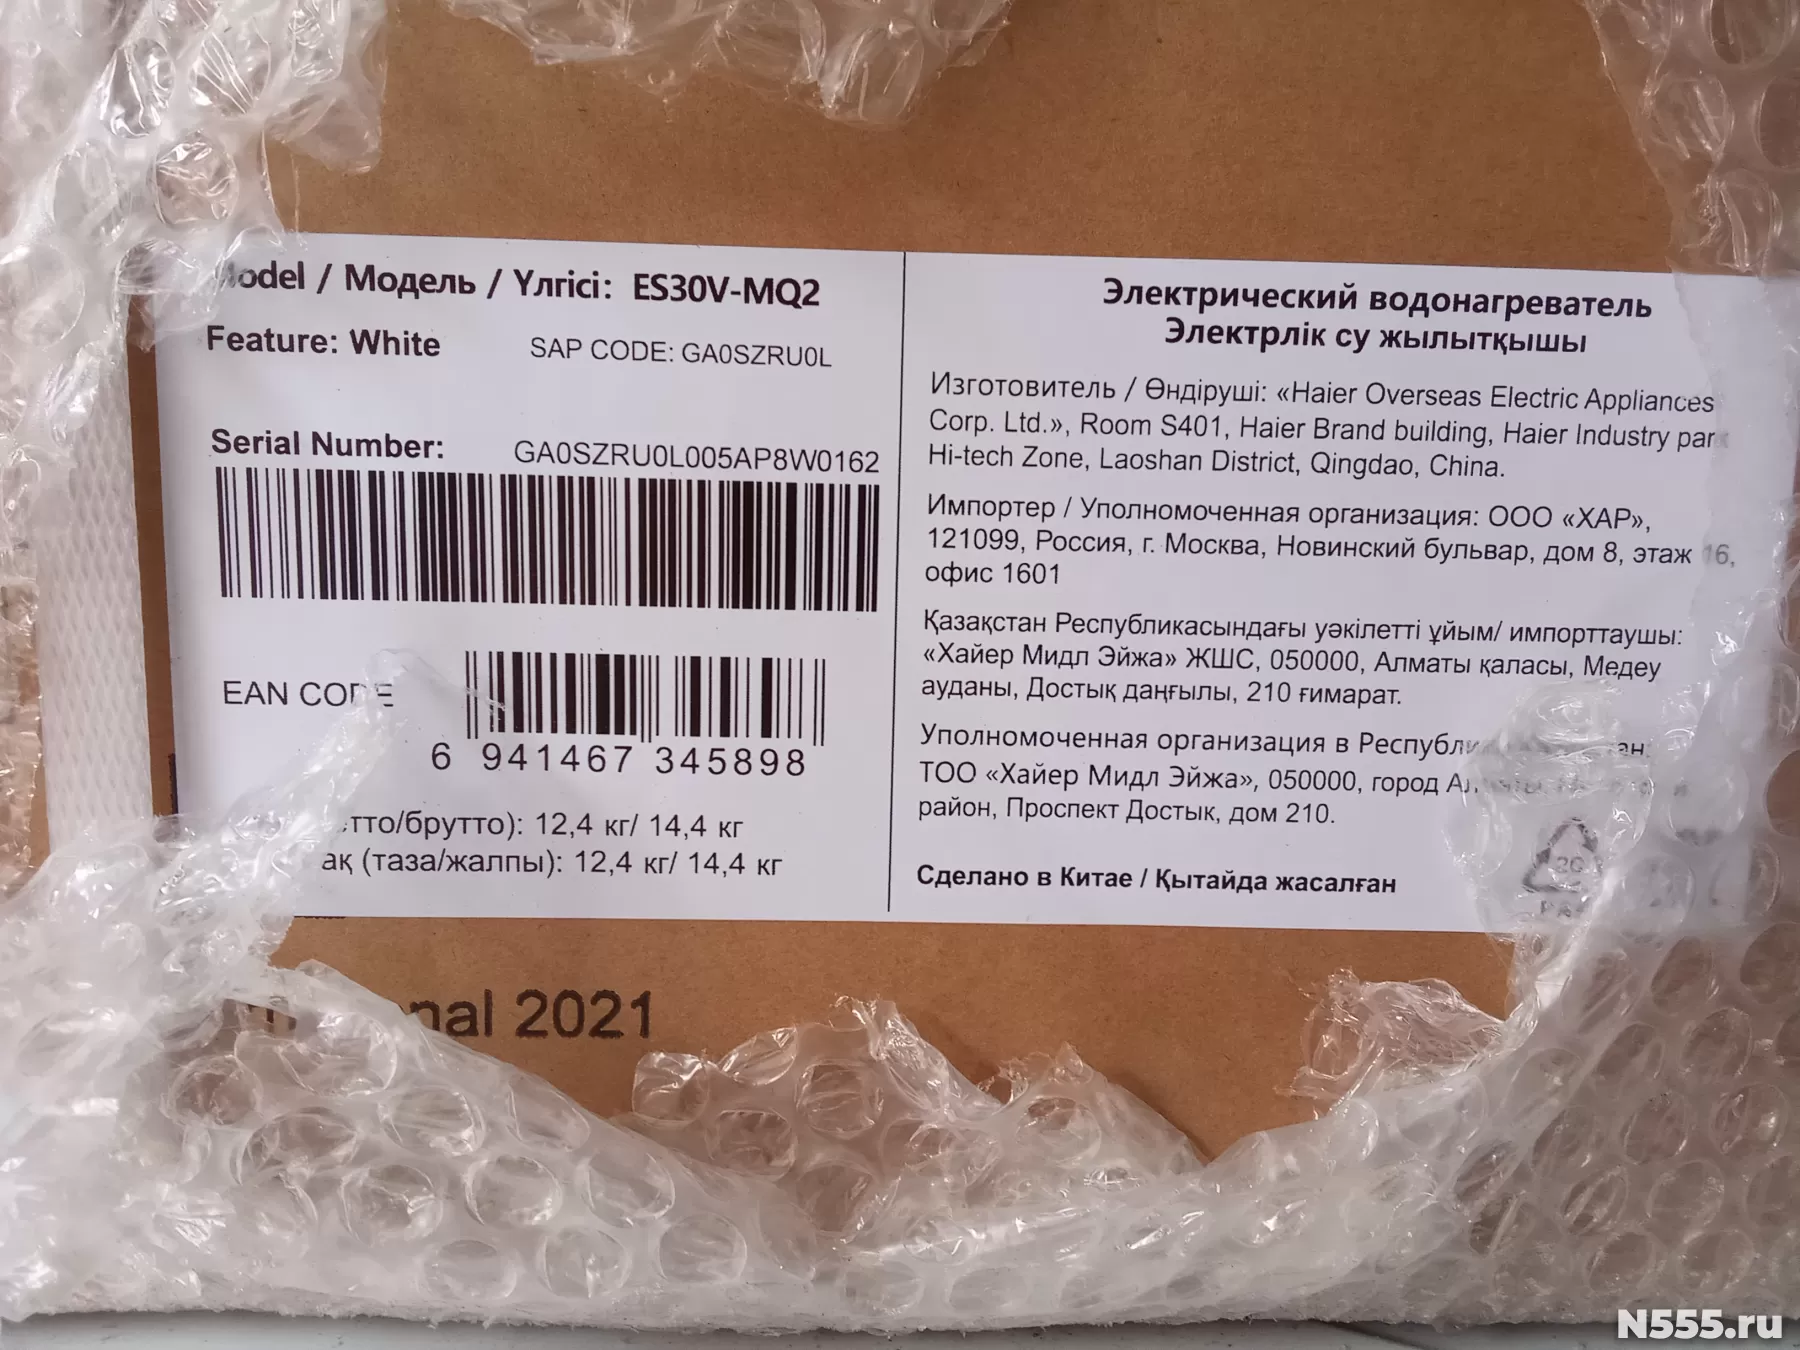 Model / Модель / Үлгісі: ES30V-MQ2
Feature: White SAP CODE: GA0SZRU0L
Serial Number: GA0SZRU0L005AP8W0162
EAN CODE
6 941467 345898
(нетто/брутто): 12,4 кг/ 14,4 кг
(таза/жалпы): 12,4 кг/ 14,4 кг
Электрический водонагреватель
Электрлік су жылытқышы
Изготовитель / Өндіруші: «Haier Overseas Electric Appliances
Corp. Ltd.», Room S401, Haier Brand building, Haier Industry park
Hi-tech Zone, Laoshan District, Qingdao, China.
Импортер / Уполномоченная организация: ООО «ХАР»,
121099, Россия, г. Москва, Новинский бульвар, дом 8, этаж 16,
офис 1601
Қазақстан Республикасындағы уәкілетті ұйым/ импорттаушы:
«Хайер Мидл Эйжа» ЖШС, 050000, Алматы қаласы, Медеу
ауданы, Достық даңғылы, 210 ғимарат.
Уполномоченная организация в
ТОО «Хайер Мидл Эйжа», 050000, город
район, Проспект Достык, дом 210.
Сделано в Китае / Қытайда жасалған
2021
N555.ru